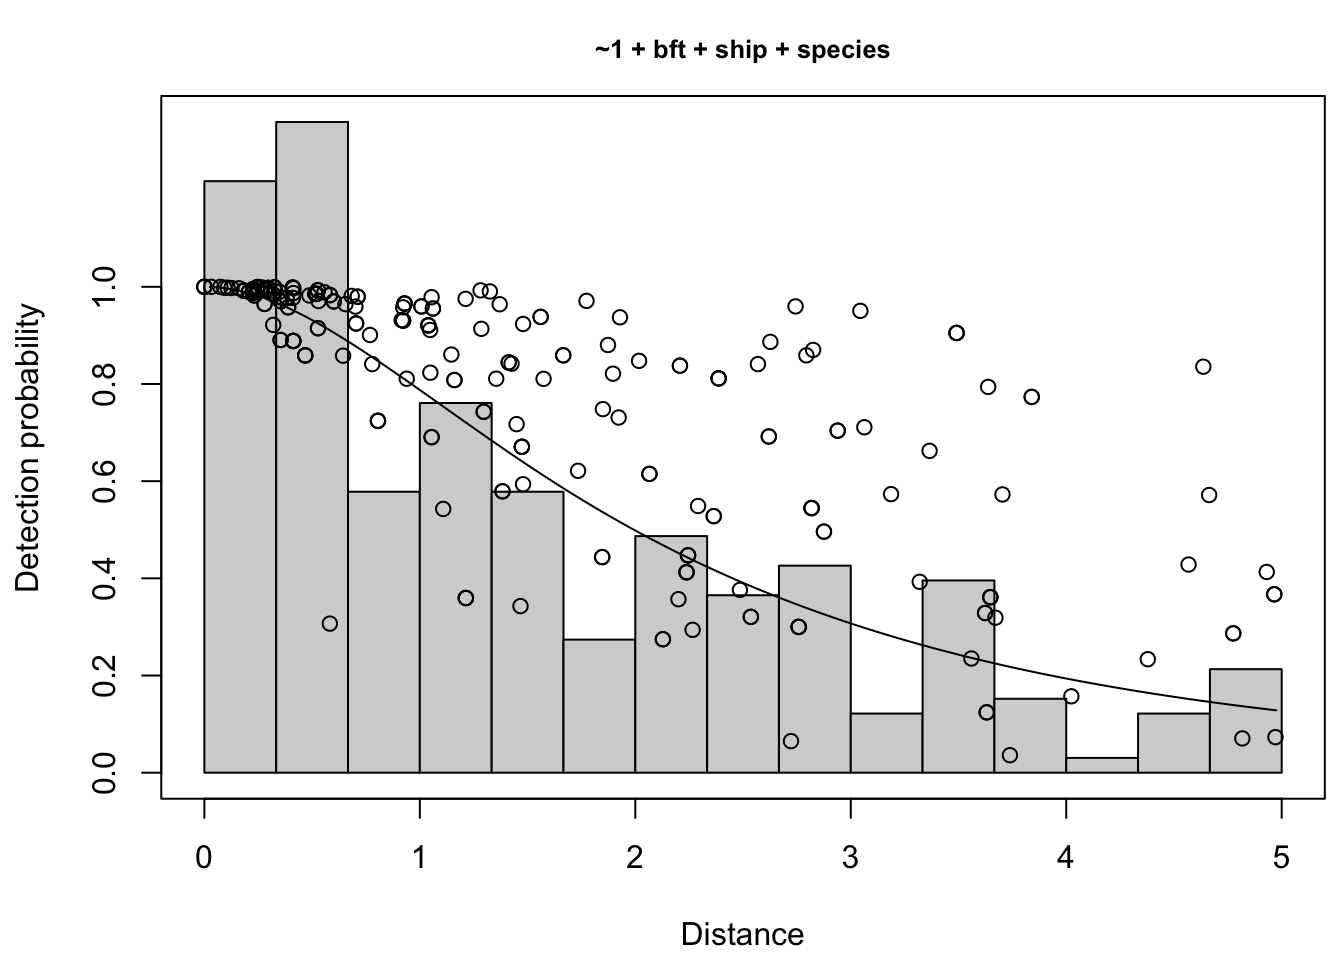 ~1 + bft + ship + species
Detection probability
1.0
0.8
0.6
0.4
0.2
0.0
0 1 2 3 4 5
Distance